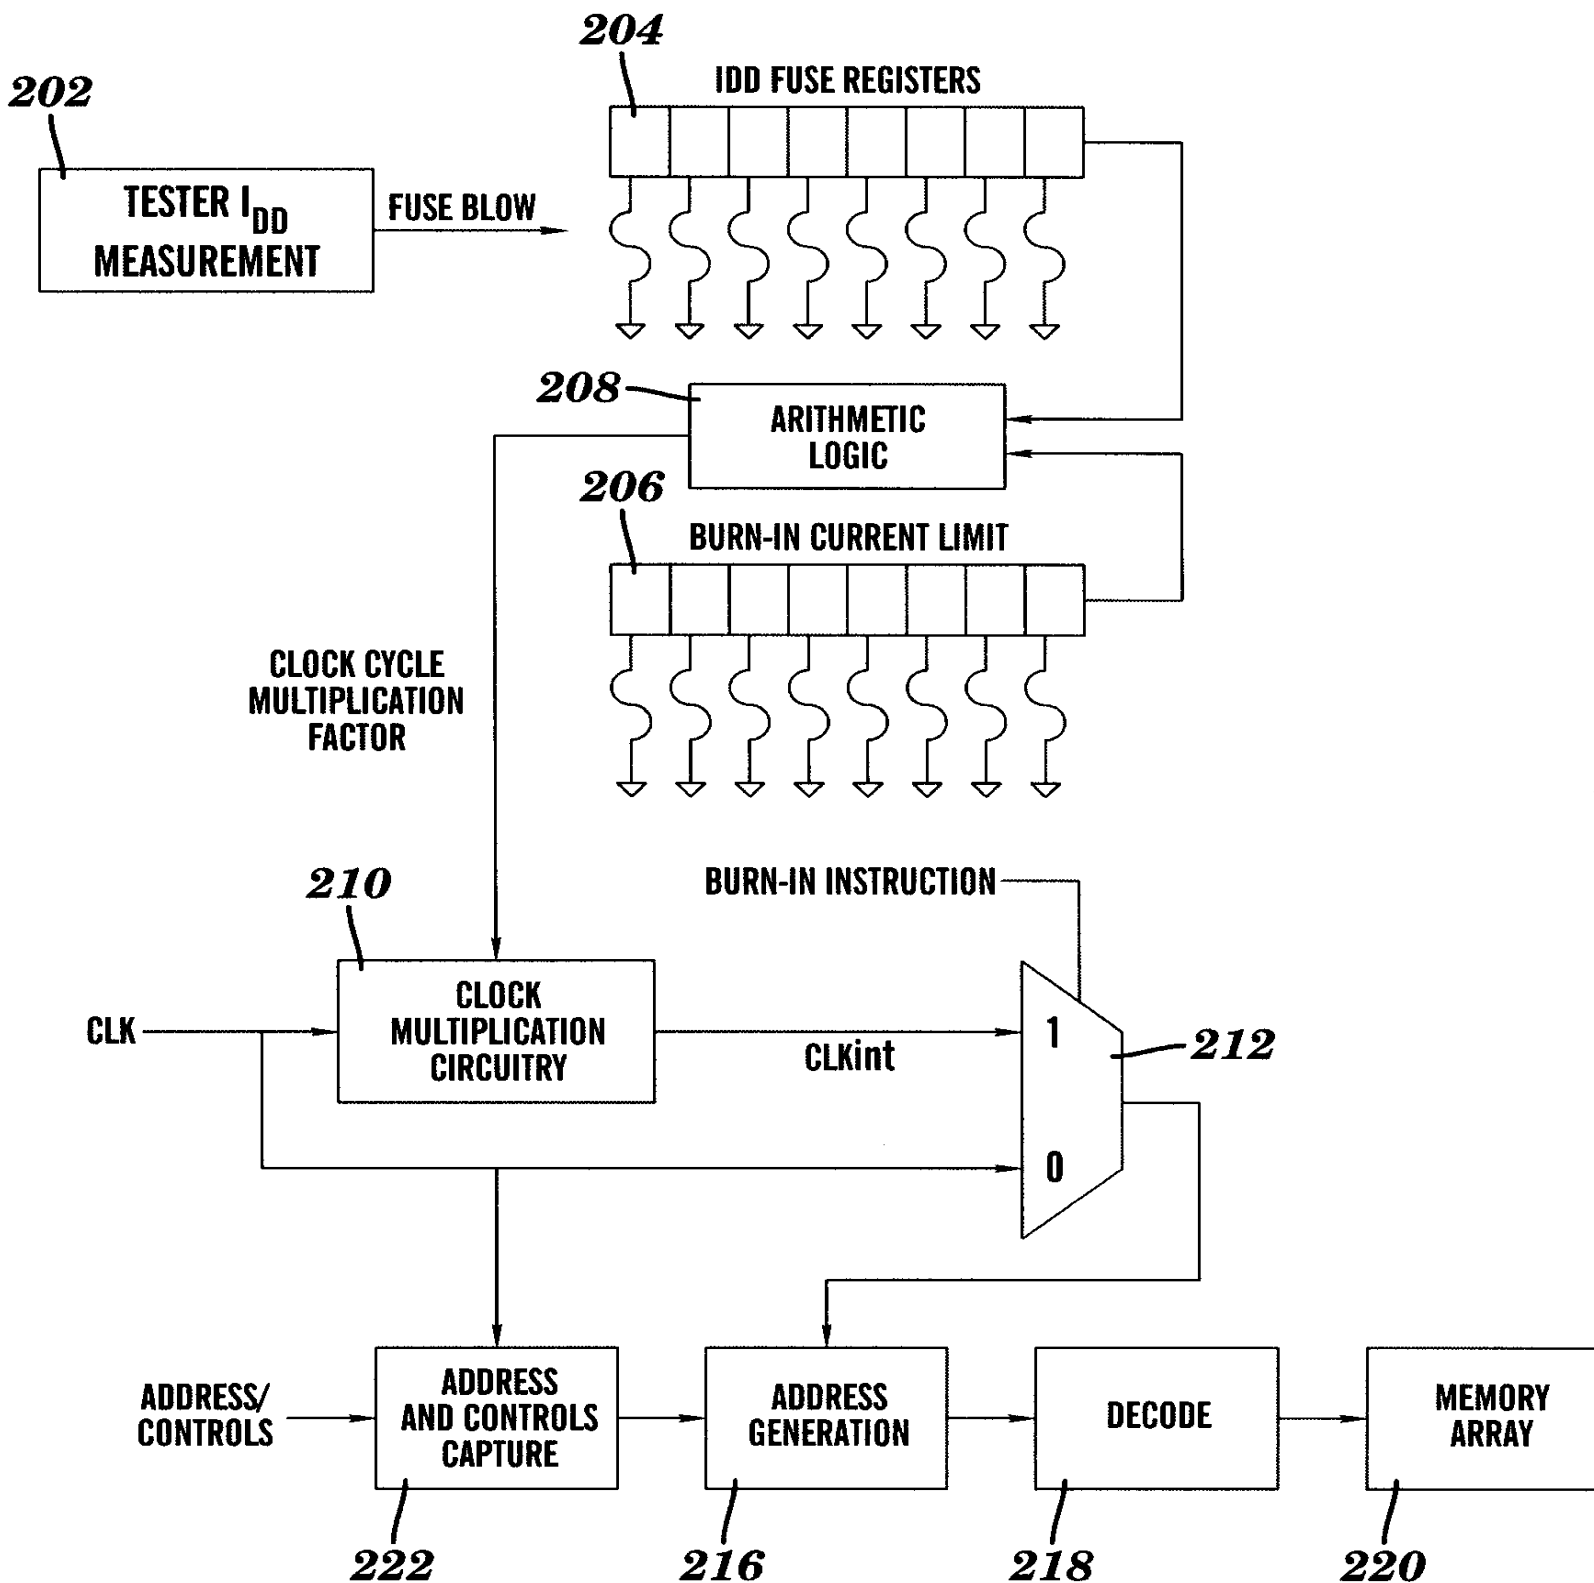 204
IDD FUSE REGISTERS
202
TESTER IDD
MEASUREMENT
FUSE BLOW
208
ARITHMETIC
LOGIC
206
BURN-IN CURRENT LIMIT
CLOCK CYCLE
MULTIPLICATION
FACTOR
BURN-IN INSTRUCTION
210
CLOCK
MULTIPLICATION
CIRCUITRY
CLK
CLKint
1
212
0
ADDRESS/
CONTROLS
ADDRESS
AND CONTROLS
CAPTURE
ADDRESS
GENERATION
DECODE
MEMORY
ARRAY
222
216
218
220